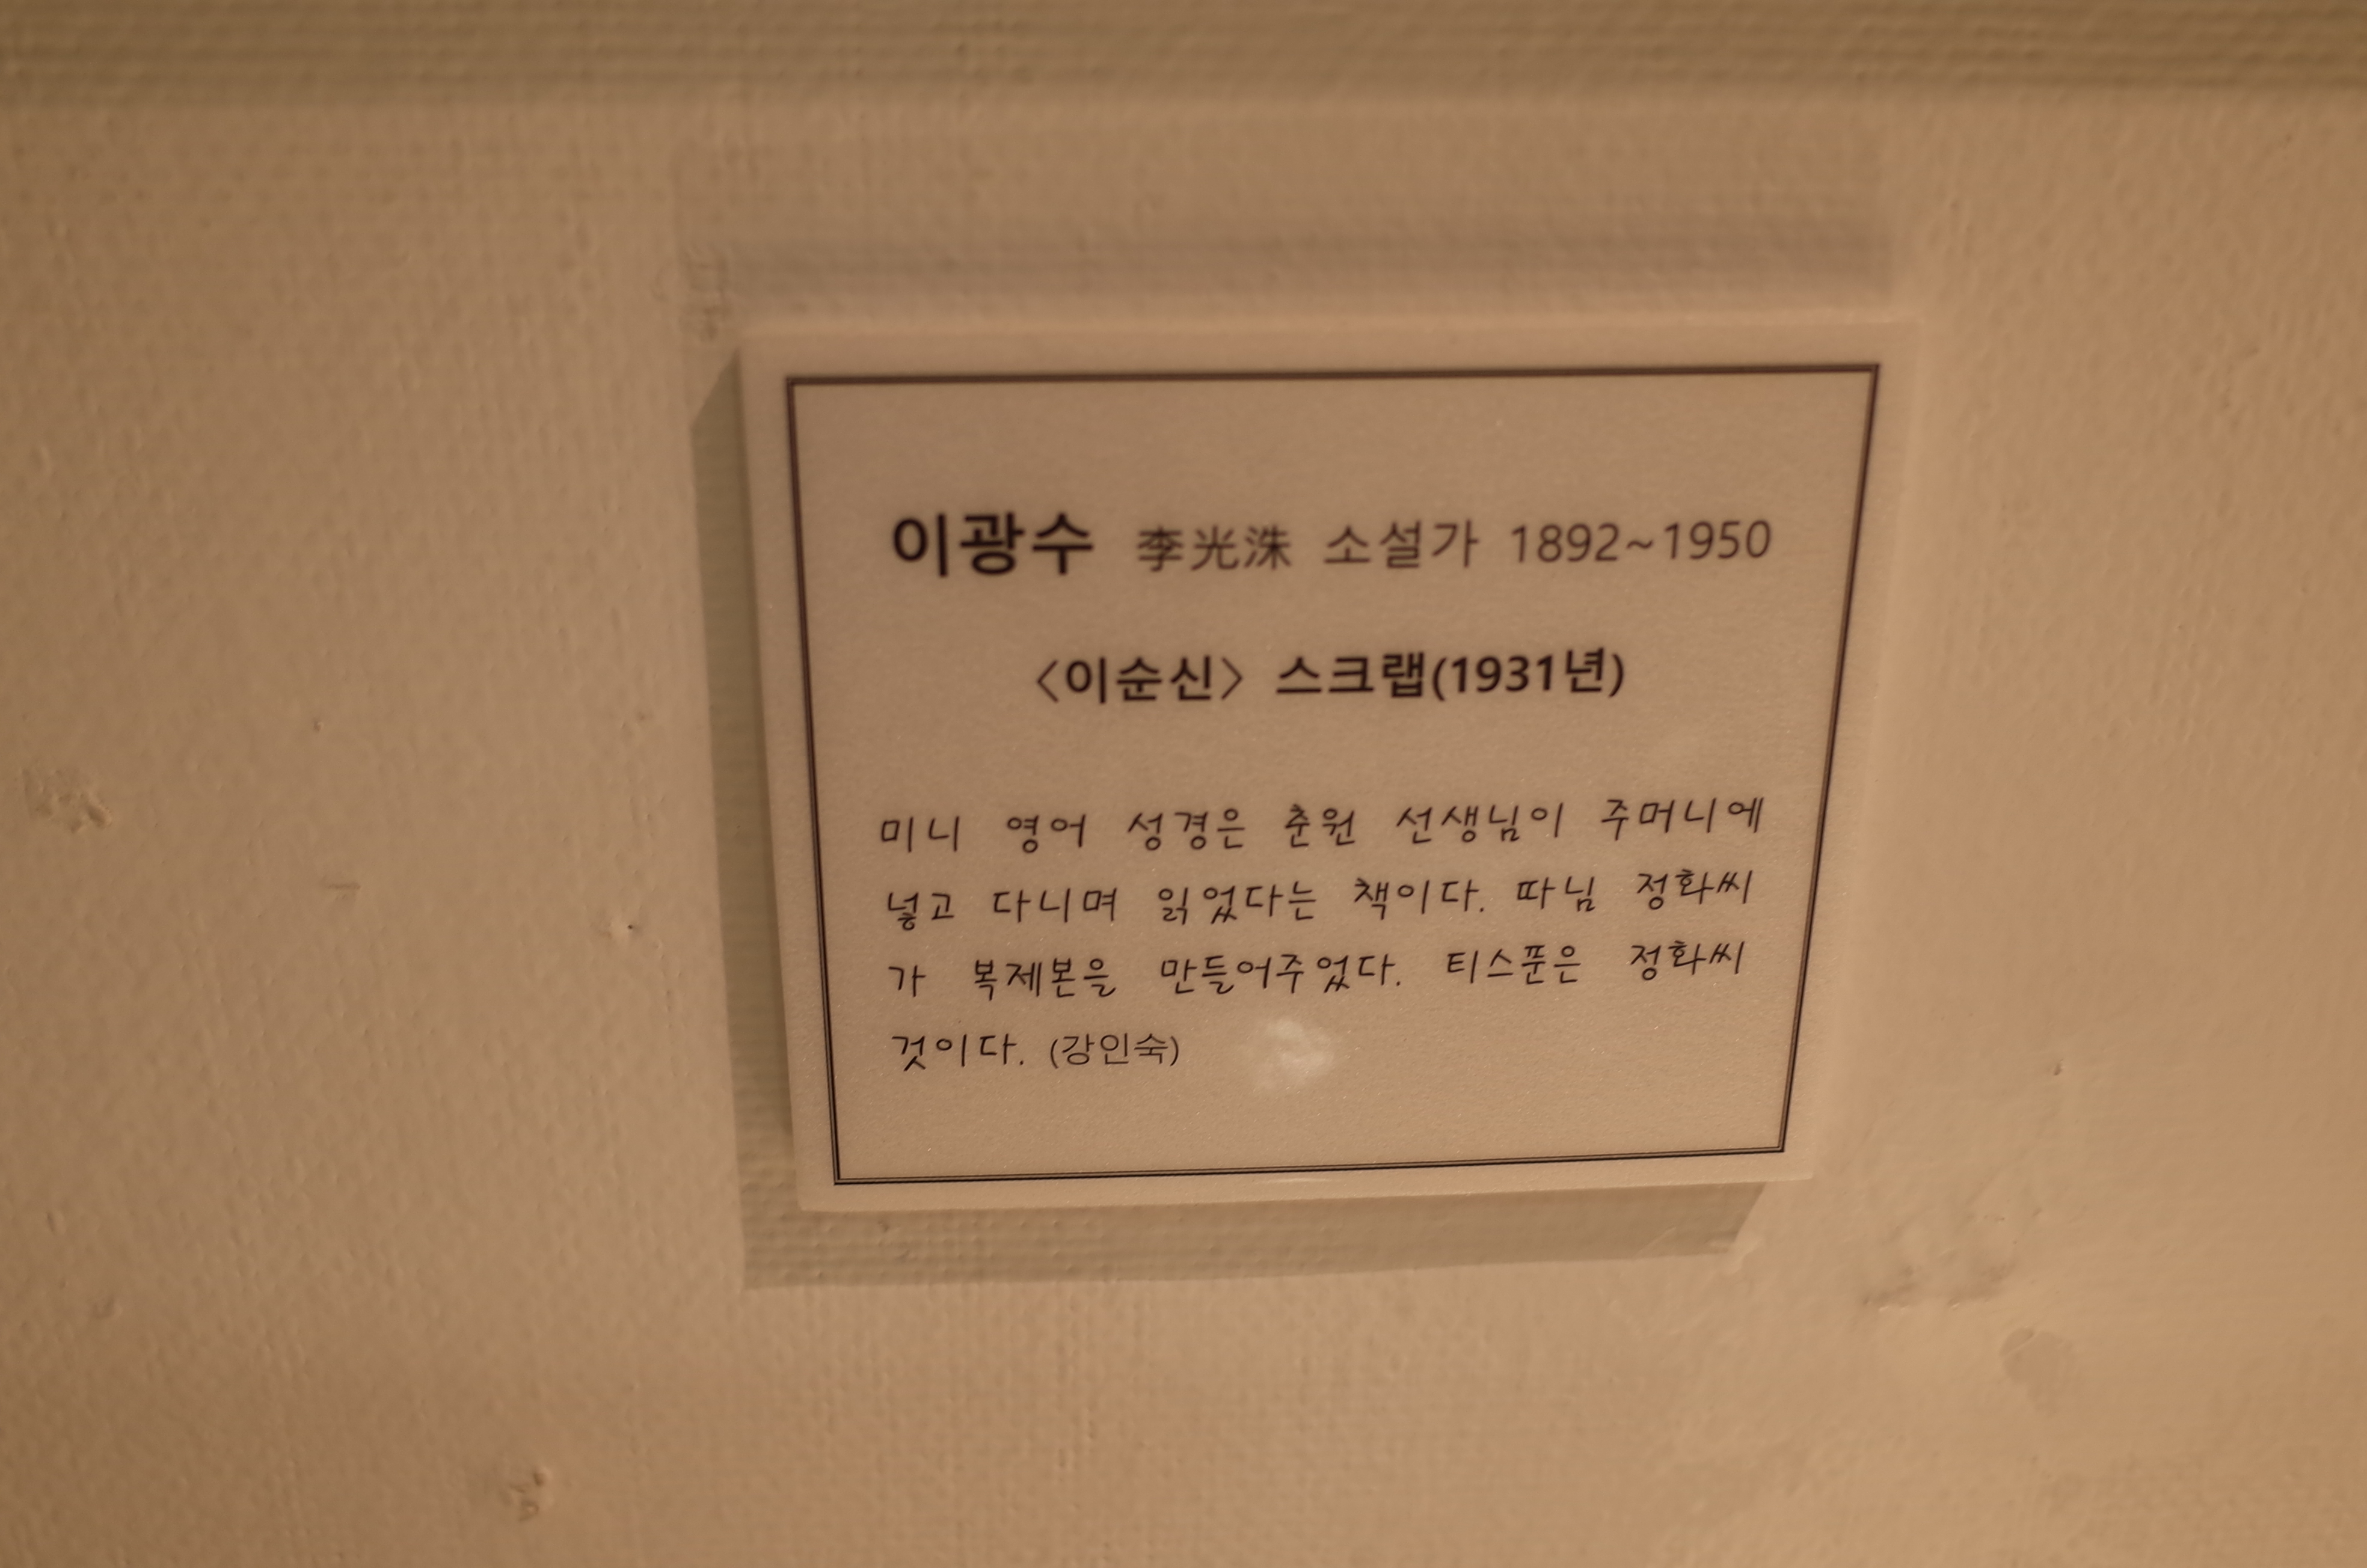 이광수 李光洙 소설가 1892~1950
〈이순신〉 스크랩(1931년)
미니 영어 성경은 춘원 선생님이 주머니에
넣고 다니며 읽었다는 책이다. 따님 정화씨
가 복제본을 만들어주었다. 티스푼은 정화씨
것이다. (강인숙)